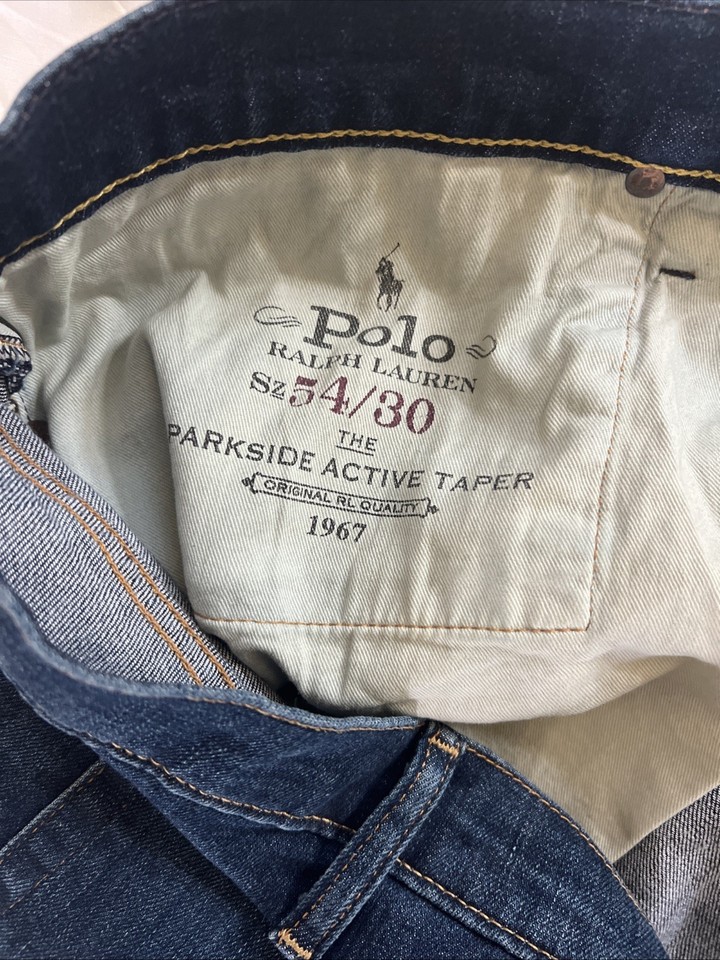 Polo
RALPH LAUREN
Sz 54/30
THE
PARKSIDE ACTIVE TAPER
ORIGINAL RL QUALITY
1967